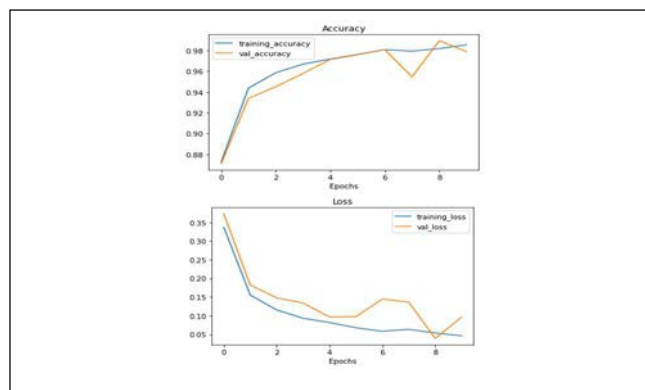 Accuracy
training_accuracy
val_accuracy
0.98
0.96
0.94
0.92
0.90
0.88
0 2 4 6 8
Epochs
Loss
training_loss
val_loss
0.35
0.30
0.25
0.20
0.15
0.10
0.05
0 2 4 6 8
Epochs